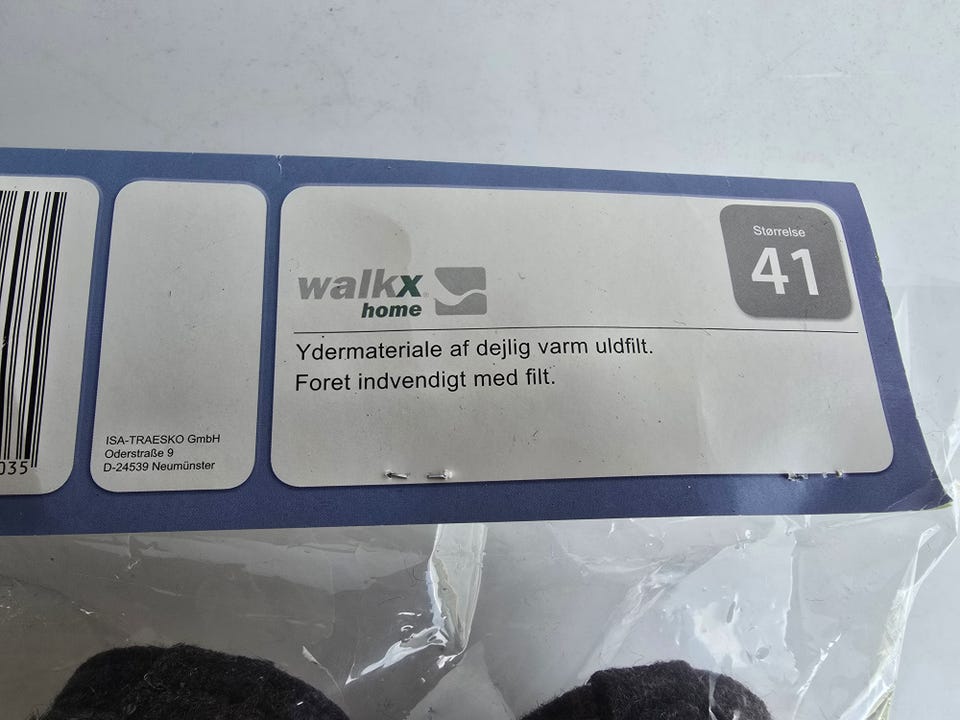 035
ISA-TRAESKO GmbH
Oderstraße 9
D-24539 Neumünster
walkx
home
Størrelse
41
Ydermateriale af dejlig varm uldfilt.
Foret indvendigt med filt.